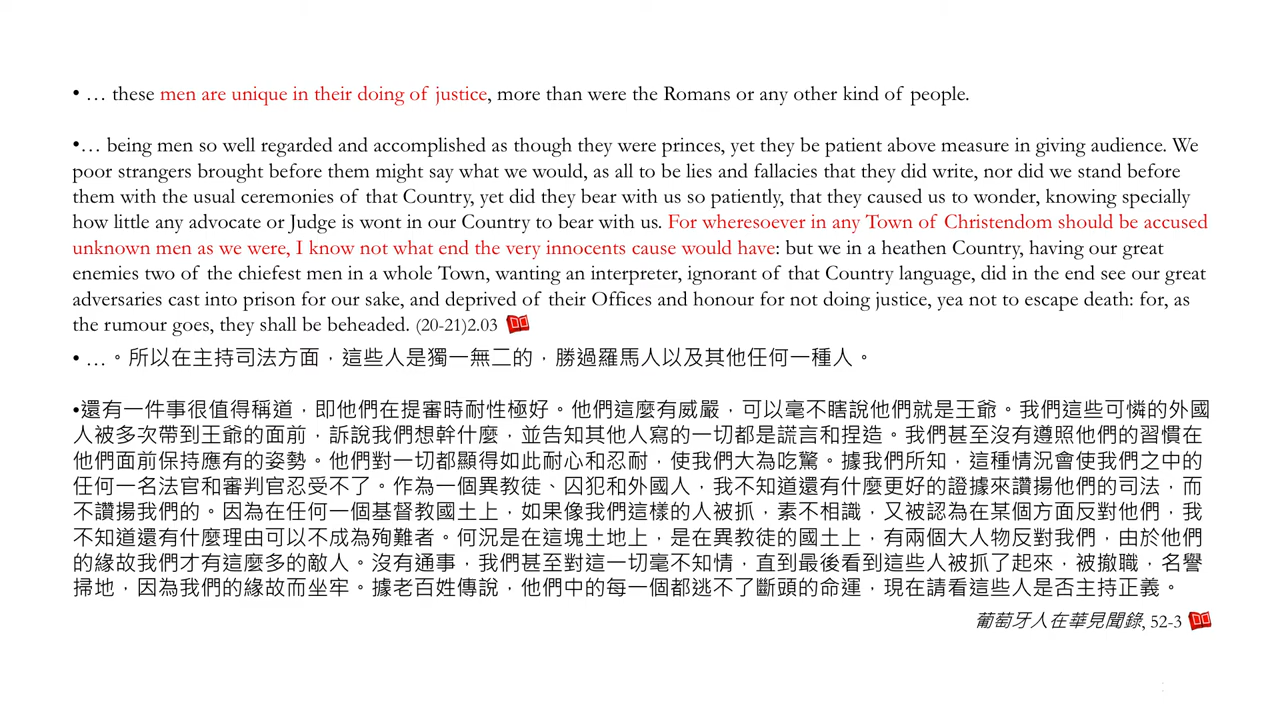 • … these men are unique in their doing of justice, more than were the Romans or any other kind of people.
•… being men so well regarded and accomplished as though they were princes, yet they be patient above measure in giving audience. We
poor strangers brought before them might say what we would, as all to be lies and fallacies that they did write, nor did we stand before
them with the usual ceremonies of that Country, yet did they bear with us so patiently, that they caused us to wonder, knowing specially
how little any advocate or Judge is wont in our Country to bear with us. For wheresoever in any Town of Christendom should be accused
unknown men as we were, I know not what end the very innocents cause would have: but we in a heathen Country, having our great
enemies two of the chiefest men in a whole Town, wanting an interpreter, ignorant of that Country language, did in the end see our great
adversaries cast into prison for our sake, and deprived of their Offices and honour for not doing justice, yea not to escape death: for, as
the rumour goes, they shall be beheaded. (20-21)2.03
• …。所以在主持司法方面，這些人是獨一無二的，勝過羅馬人以及其他任何一種人。
•還有一件事很值得稱道，即他們在提審時耐性極好。他們這麼有威嚴，可以毫不瞎說他們就是王爺。我們這些可憐的外國
人被多次帶到王爺的面前，訴說我們想幹什麼，並告知其他人寫的一切都是謊言和捏造。我們甚至沒有遵照他們的習慣在
他們面前保持應有的姿勢。他們對一切都顯得如此耐心和忍耐，使我們大為吃驚。據我們所知，這種情況會使我們之中的
任何一名法官和審判官忍受不了。作為一個異教徒、囚犯和外國人，我不知道還有什麼更好的證據來讚揚他們的司法，而
不讚揚我們的。因為在任何一個基督教國土上，如果像我們這樣的人被抓，素不相識，又被認為在某個方面反對他們，我
不知道還有什麼理由可以不成為殉難者。何況是在這塊土地上，是在異教徒的國土上，有兩個大人物反對我們，由於他們
的緣故我們才有這麼多的敵人。沒有通事，我們甚至對這一切毫不知情，直到最後看到這些人被抓了起來，被撤職，名譽
掃地，因為我們的緣故而坐牢。據老百姓傳說，他們中的每一個都逃不了斷頭的命運，現在請看這些人是否主持正義。
葡萄牙人在華見聞錄, 52-3